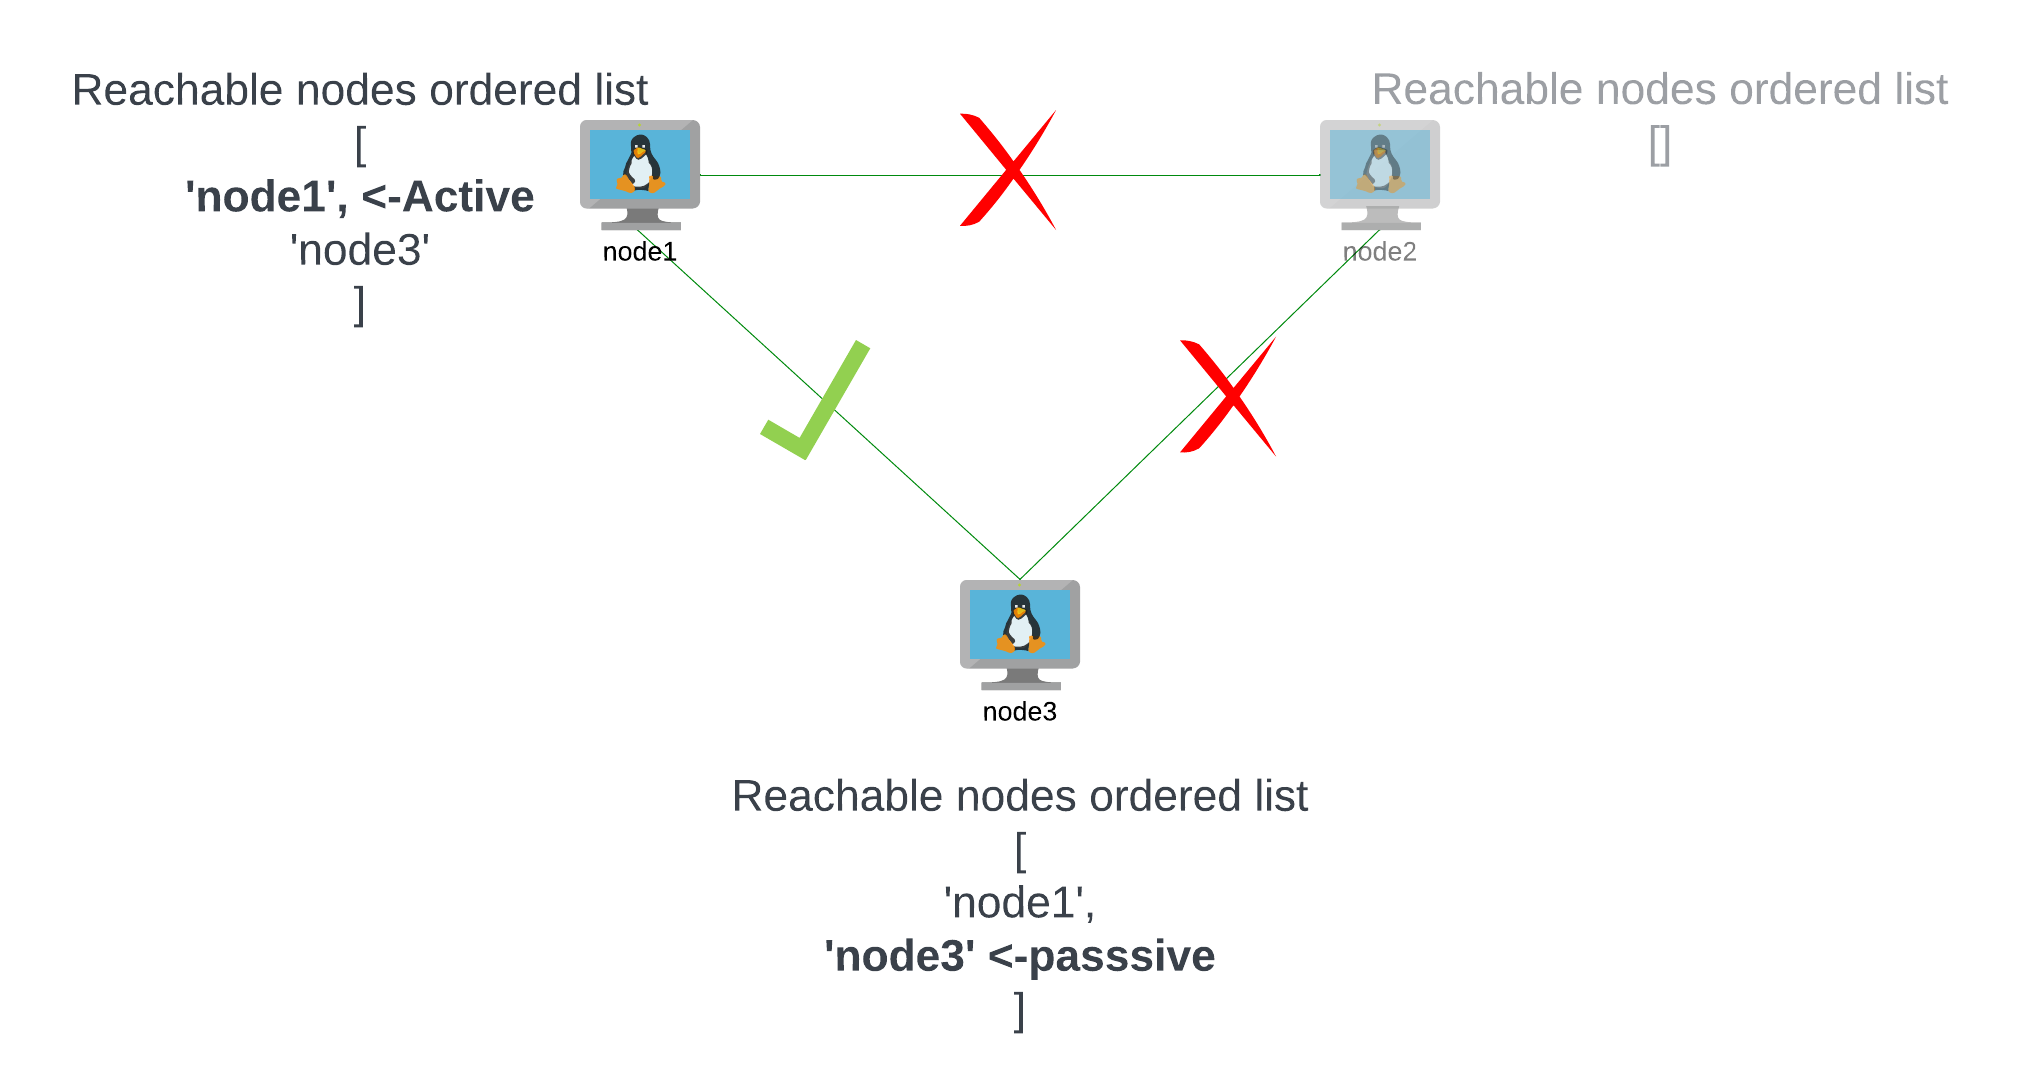 Reachable nodes ordered list
[
'node1', <-Active
'node3'
]
node1
Reachable nodes ordered list
[]
node2
node3
Reachable nodes ordered list
[
'node1',
'node3' <-passsive
]